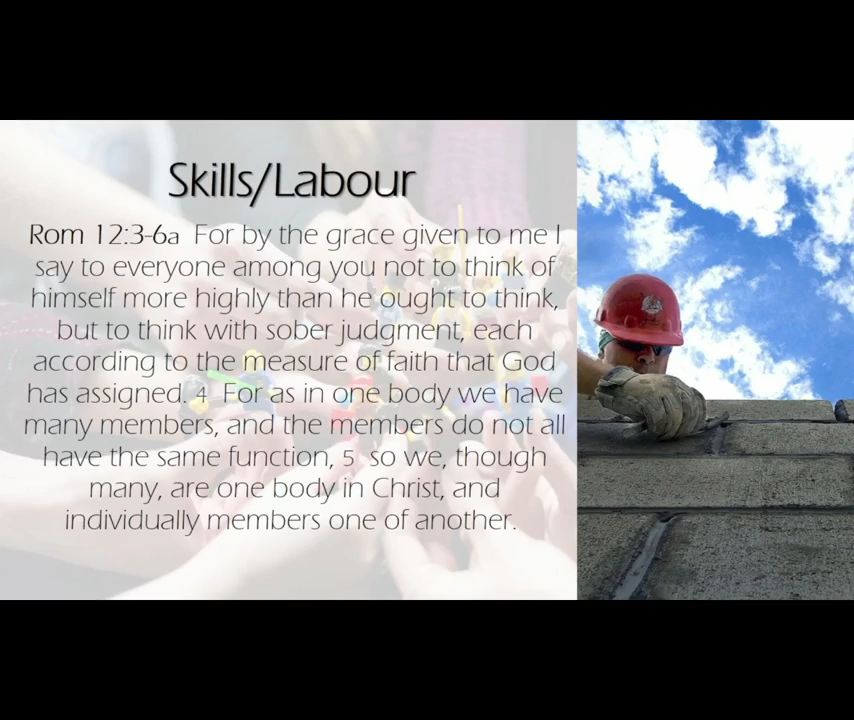 Skills/Labour
Rom 12:3-6a For by the grace given to me I
say to everyone among you not to think of
himself more highly than he ought to think,
but to think with sober judgment, each
according to the measure of faith that God
has assigned. 4 For as in one body we have
many members, and the members do not all
have the same function, 5 so we, though
many, are one body in Christ, and
individually members one of another.